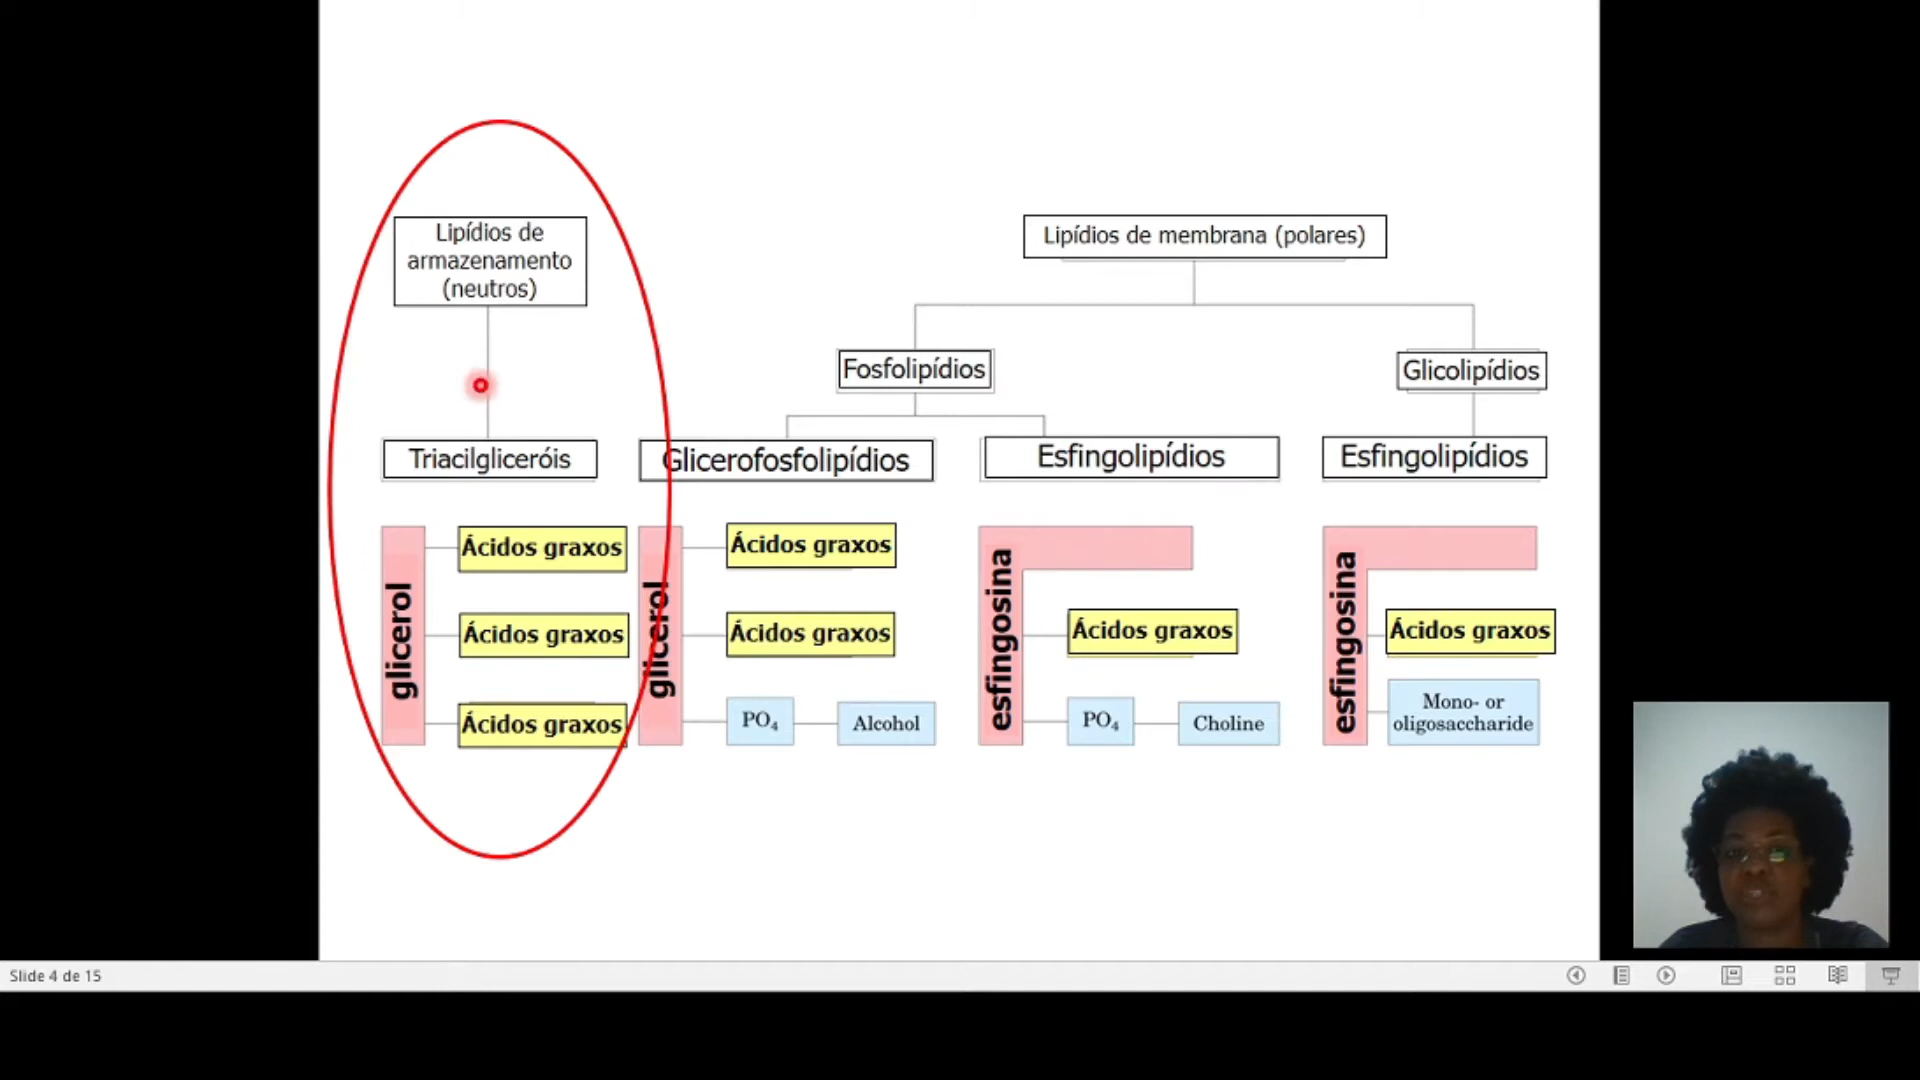 Lipídios de
armazenamento
(neutros)
Lipídios de membrana (polares)
Fosfolipídios
Glicolipídios
Triacilgliceróis
Glicerofosfolipídios
Esfingolipídios
Esfingolipídios
glicerol
Ácidos graxos
Ácidos graxos
Ácidos graxos
glicerol
Ácidos graxos
Ácidos graxos
PO₄
Alcohol
esfingosina
Ácidos graxos
PO₄
Choline
esfingosina
Ácidos graxos
Mono- or
oligosaccharide
Slide 4 de 15